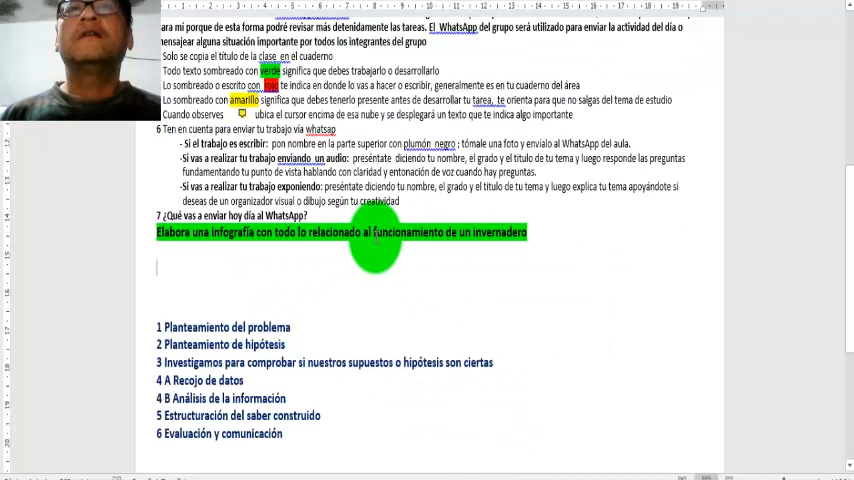 para mi porque de esta forma podré revisar más detenidamente las tareas. El WhatsApp del grupo será utilizado para enviar la actividad del día o
mensajear alguna situación importante por todos los integrantes del grupo
Solo se copia el título de la clase en el cuaderno
Todo texto sombreado con verde significa que debes trabajarlo o desarrollarlo
Lo sombreado o escrito con rojo te indica en donde lo vas a hacer o escribir, generalmente es en tu cuaderno del área
Lo sombreado con amarillo significa que debes tenerlo presente antes de desarrollar tu tarea, te orienta para que no salgas del tema de estudio
Cuando observes ubica el cursor encima de esa nube y se desplegará un texto que te indica algo importante
6 Ten en cuenta para enviar tu trabajo via whatsap
- Si el trabajo es escribir: pon nombre en la parte superior con plumón negro ; tómale una foto y envíalo al WhatsApp del aula.
-Si vas a realizar tu trabajo enviando un audio: preséntate diciendo tu nombre, el grado y el titulo de tu tema y luego responde las preguntas
fundamentando tu punto de vista hablando con claridad y entonación de voz cuando hay preguntas.
-Si vas a realizar tu trabajo exponiendo: preséntate diciendo tu nombre, el grado y el titulo de tu tema y luego explica tu tema apoyándote si
deseas de un organizador visual o dibujo según tu creatividad
7 ¿Qué vas a enviar hoy día al WhatsApp?
Elabora una infografía con todo lo relacionado al funcionamiento de un invernadero
1 Planteamiento del problema
2 Planteamiento de hipótesis
3 Investigamos para comprobar si nuestros supuestos o hipótesis son ciertas
4 A Recojo de datos
4 B Análisis de la información
5 Estructuración del saber construido
6 Evaluación y comunicación